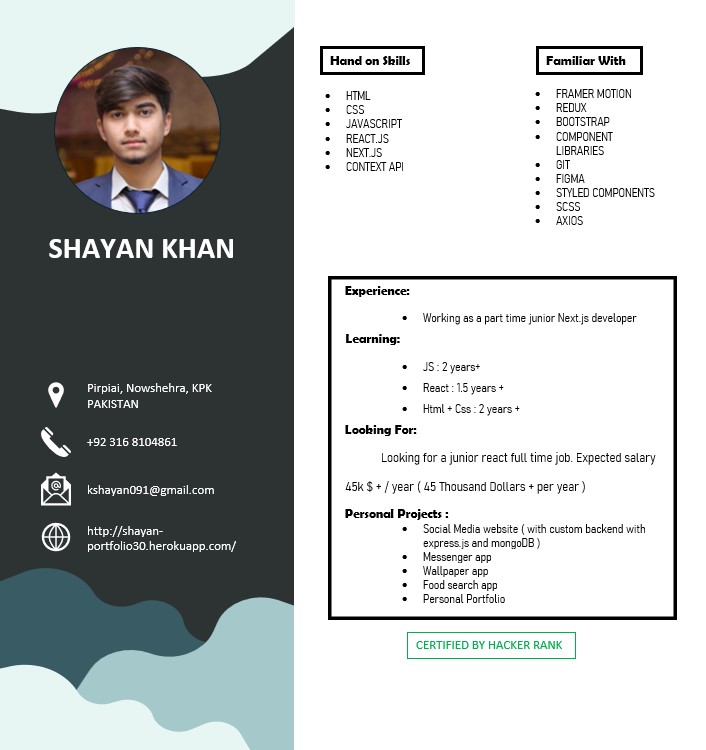 SHAYAN KHAN
Pirpiai, Nowshehra, KPK
PAKISTAN
+92 316 8104861
kshayan091@gmail.com
http://shayan-
portfolio30.herokuapp.com/
Hand on Skills
• HTML
• CSS
• JAVASCRIPT
• REACT.JS
• NEXT.JS
• CONTEXT API
Familiar With
• FRAMER MOTION
• REDUX
• BOOTSTRAP
• COMPONENT
LIBRARIES
• GIT
• FIGMA
• STYLED COMPONENTS
• SCSS
• AXIOS
Experience:
• Working as a part time junior Next.js developer
Learning:
• JS : 2 years+
• React : 1.5 years +
• Html + Css : 2 years +
Looking For:
Looking for a junior react full time job. Expected salary
45k $ + / year ( 45 Thousand Dollars + per year )
Personal Projects :
• Social Media website ( with custom backend with
express.js and mongoDB )
• Messenger app
• Wallpaper app
• Food search app
• Personal Portfolio
CERTIFIED BY HACKER RANK